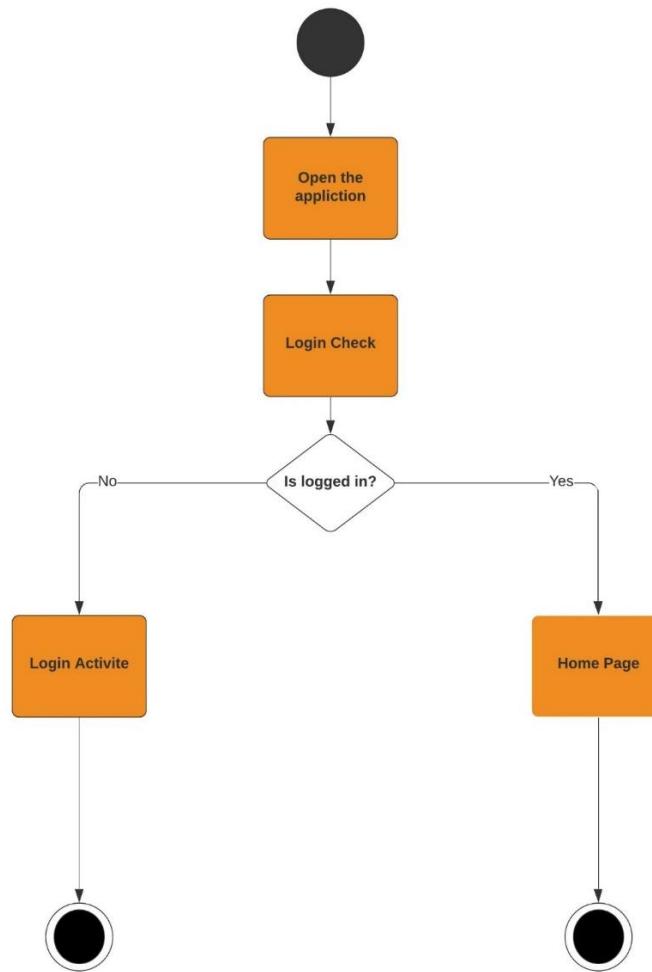 Open the
appliction
Login Check
Is logged in?
No
Yes
Login Activite
Home Page